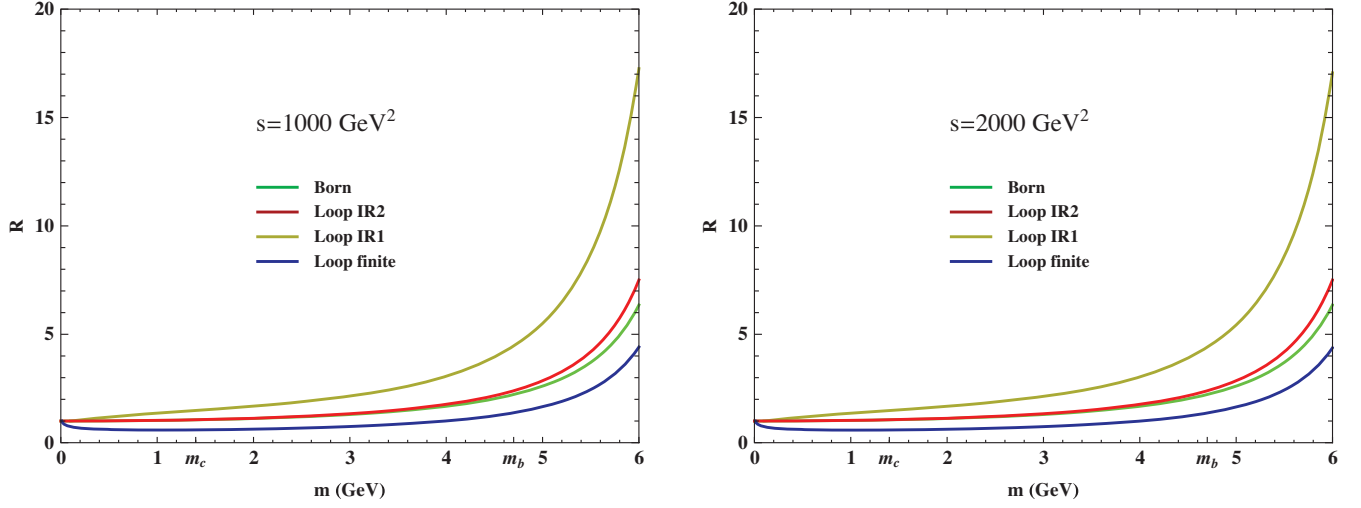 20
15
10
5
0
R
s=1000 GeV²
Born
Loop IR2
Loop IR1
Loop finite
0 1 m_c 2 3 4 m_b 5 6
m (GeV)
20
15
10
5
0
R
s=2000 GeV²
Born
Loop IR2
Loop IR1
Loop finite
0 1 m_c 2 3 4 m_b 5 6
m (GeV)